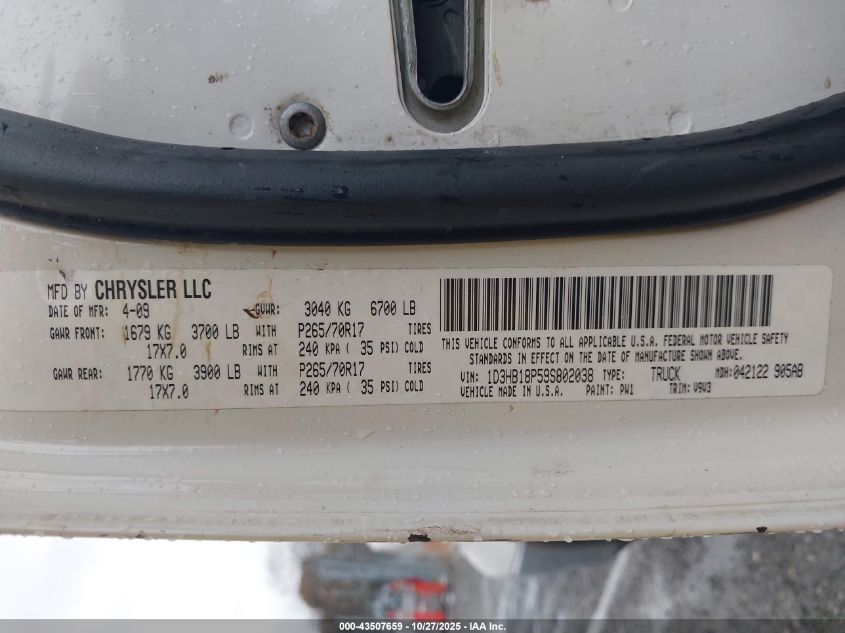 MFD BY CHRYSLER LLC
DATE OF MFR: 4-09 GVWR: 3040 KG 6700 LB
GAWR FRONT: 1679 KG 3700 LB WITH P265/70R17 TIRES
17X7.0 RIMS AT 240 KPA ( 35 PSI) COLD
GAWR REAR: 1770 KG 3900 LB WITH P265/70R17 TIRES
17X7.0 RIMS AT 240 KPA ( 35 PSI) COLD
THIS VEHICLE CONFORMS TO ALL APPLICABLE U.S.A. FEDERAL MOTOR VEHICLE SAFETY
STANDARDS IN EFFECT ON THE DATE OF MANUFACTURE SHOWN ABOVE.
VIN: 1D3HB18P59S802038 TYPE: TRUCK MDH: 042122 905AB
VEHICLE MADE IN U.S.A. PAINT: PW1 TRIM: V9V3
000-43507659 | 10/27/2025 | IAA, Inc.